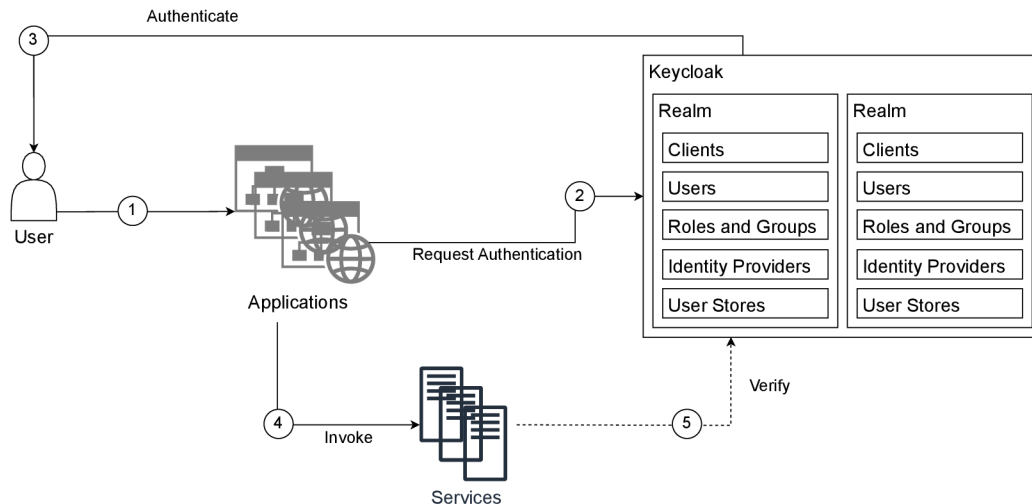 Authenticate
3
Keycloak
Realm
Clients
Users
Roles and Groups
Identity Providers
User Stores
Realm
Clients
Users
Roles and Groups
Identity Providers
User Stores
User
1
2
Request Authentication
Applications
4
Invoke
Services
5
Verify